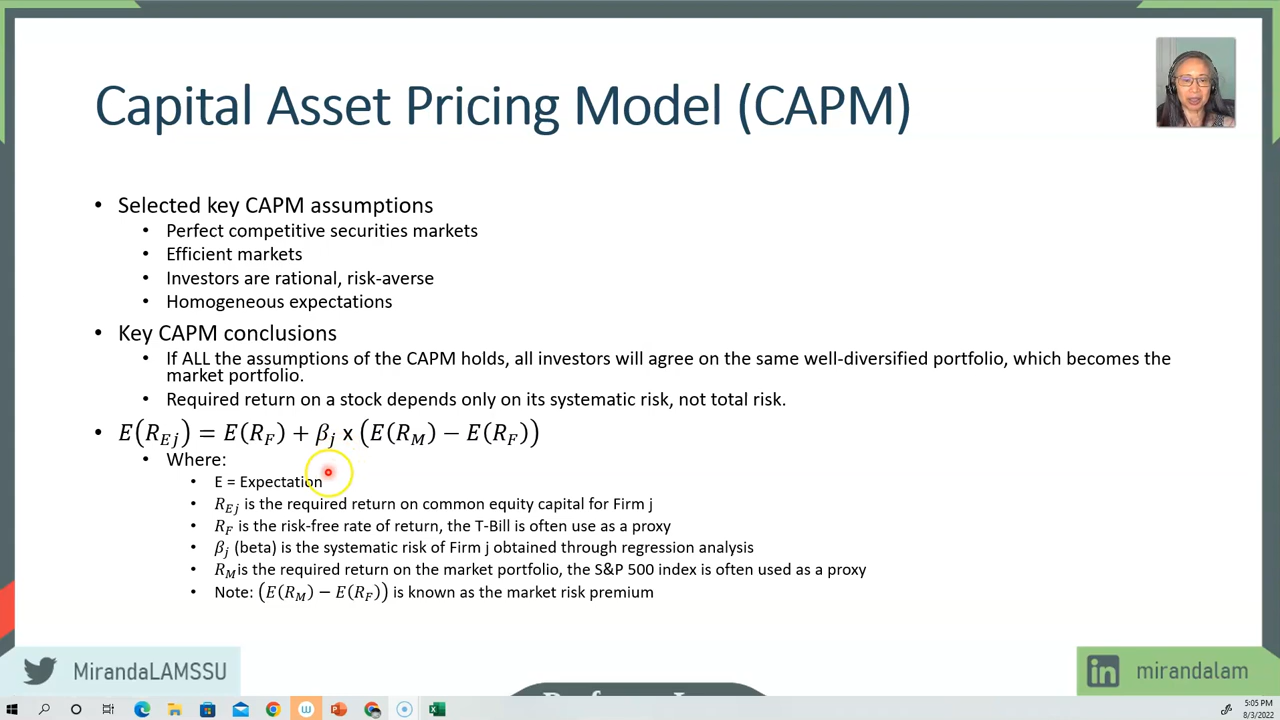 Capital Asset Pricing Model (CAPM)
• Selected key CAPM assumptions
• Perfect competitive securities markets
• Efficient markets
• Investors are rational, risk-averse
• Homogeneous expectations
• Key CAPM conclusions
• If ALL the assumptions of the CAPM holds, all investors will agree on the same well-diversified portfolio, which becomes the
market portfolio.
• Required return on a stock depends only on its systematic risk, not total risk.
• E(R_Ej) = E(R_F) + β_j x (E(R_M) − E(R_F))
• Where:
• E = Expectation
• R_Ej is the required return on common equity capital for Firm j
• R_F is the risk-free rate of return, the T-Bill is often use as a proxy
• β_j (beta) is the systematic risk of Firm j obtained through regression analysis
• R_M is the required return on the market portfolio, the S&P 500 index is often used as a proxy
• Note: (E(R_M) − E(R_F)) is known as the market risk premium
MirandaLAMSSU
in mirandalam
5:05 PM
8/3/2022